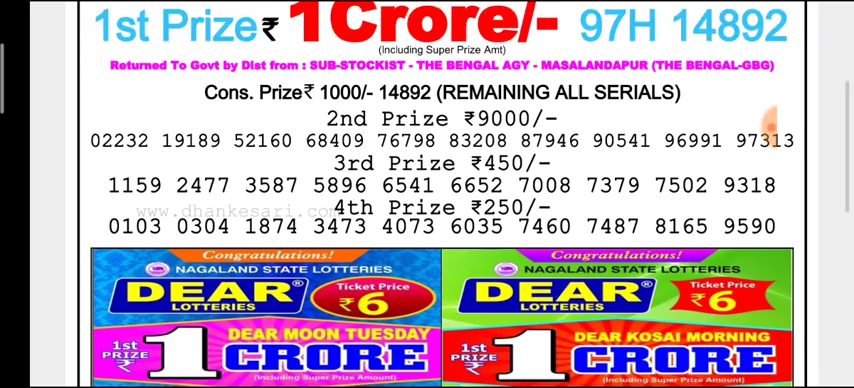 1st Prize ₹ 1Crore/- 97H 14892
(Including Super Prize Amt)
Returned To Govt by Dist from : SUB-STOCKIST - THE BENGAL AGY - MASALANDAPUR (THE BENGAL-GBG)
Cons. Prize ₹ 1000/- 14892 (REMAINING ALL SERIALS)
2nd Prize ₹9000/-
02232 19189 52160 68409 76798 83208 87946 90541 96991 97313
3rd Prize ₹450/-
1159 2477 3587 5896 6541 6652 7008 7379 7502 9318
www.dhankesari.com
4th Prize ₹250/-
0103 0304 1874 3473 4073 6035 7460 7487 8165 9590
Congratulations!
NAGALAND STATE LOTTERIES
DEAR®
LOTTERIES
Ticket Price
₹6
DEAR MOON TUESDAY
1st
PRIZE
₹
1 CRORE
(Including Super Prize Amount)
Congratulations!
NAGALAND STATE LOTTERIES
DEAR®
LOTTERIES
Ticket Price
₹6
DEAR KOSAI MORNING
1st
PRIZE
₹
1 CRORE
(Including Super Prize Amount)